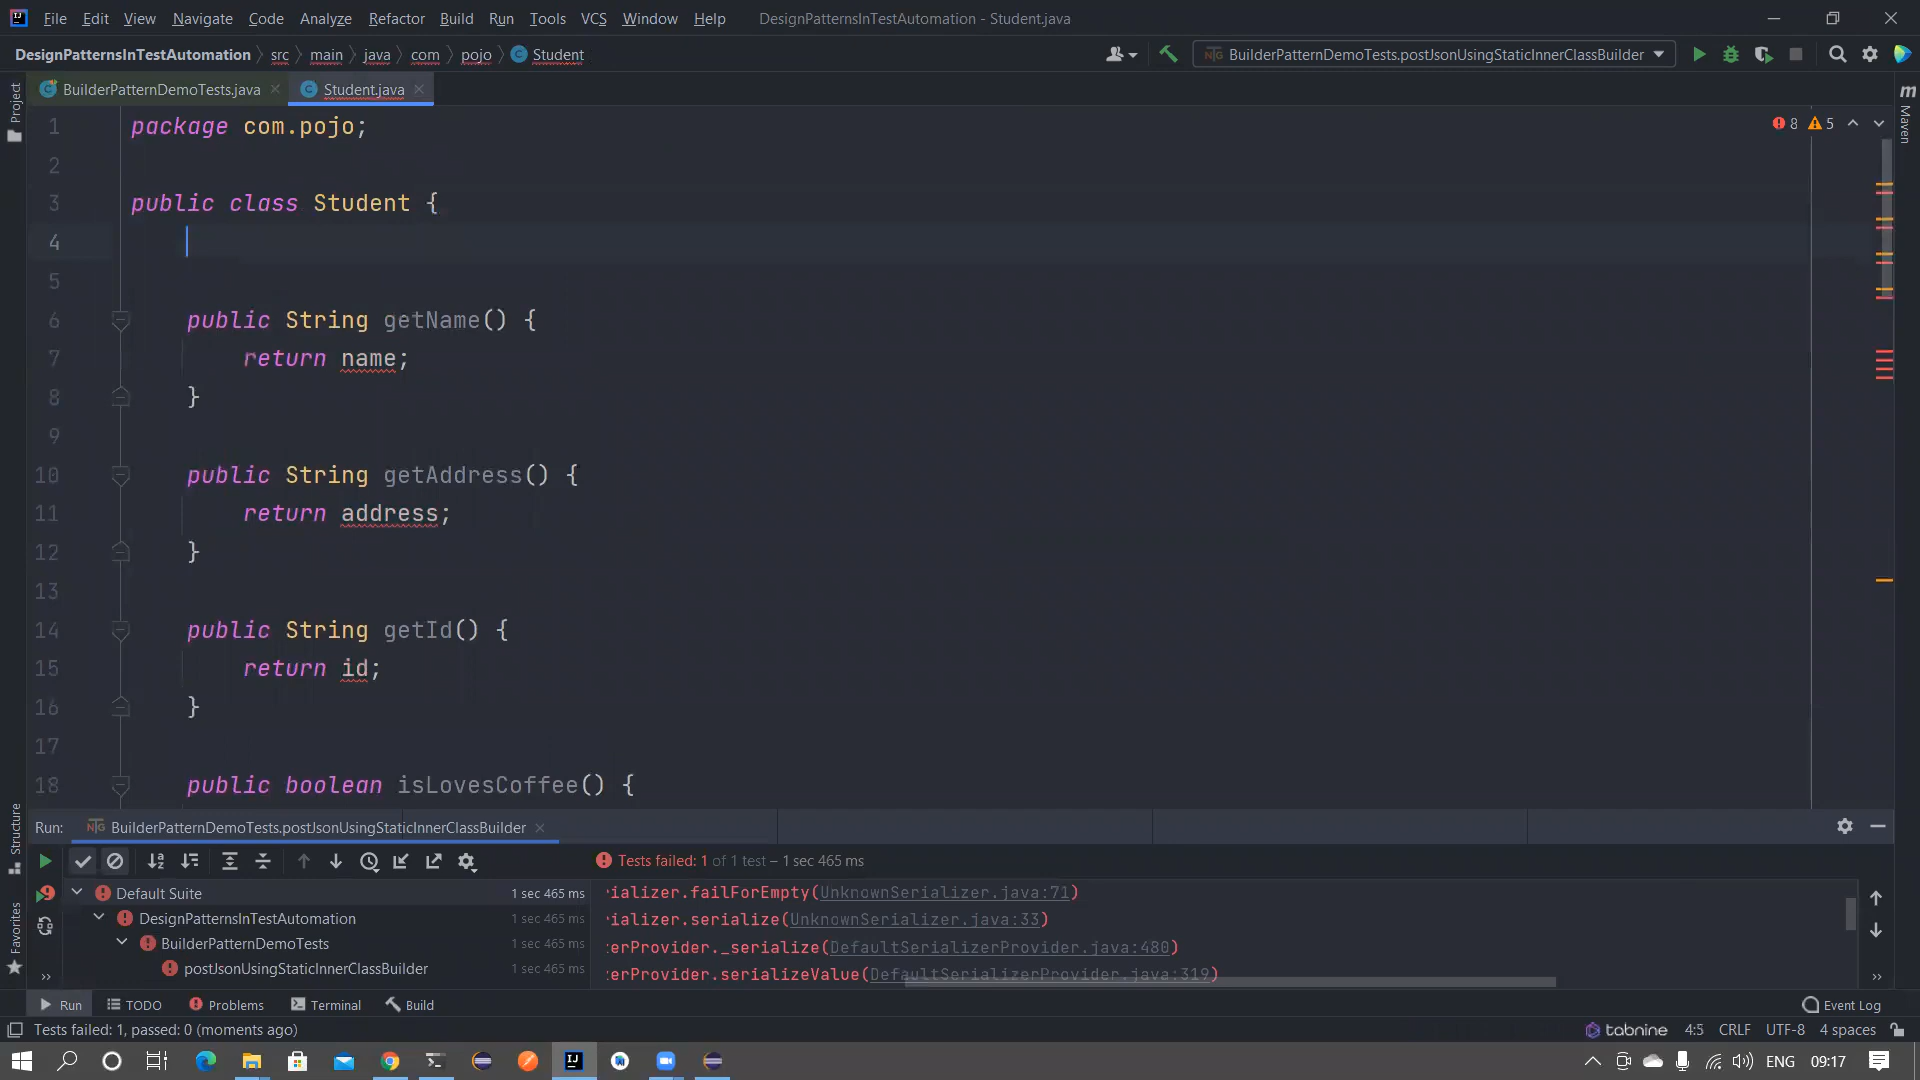 File Edit View Navigate Code Analyze Refactor Build Run Tools VCS Window Help DesignPatternsInTestAutomation - Student.java
DesignPatternsInTestAutomation src main java com pojo Student BuilderPatternDemoTests.postJsonUsingStaticInnerClassBuilder
Project BuilderPatternDemoTests.java Student.java Maven
1 package com.pojo; 8 5
2
3 public class Student {
4
5
6 public String getName() {
7 return name;
8 }
9
10 public String getAddress() {
11 return address;
12 }
13
14 public String getId() {
15 return id;
16 }
17
18 public boolean isLovesCoffee() {
Structure
Favorites
Run: BuilderPatternDemoTests.postJsonUsingStaticInnerClassBuilder
Tests failed: 1 of 1 test – 1 sec 465 ms
Default Suite 1 sec 465 ms
DesignPatternsInTestAutomation 1 sec 465 ms
BuilderPatternDemoTests 1 sec 465 ms
postJsonUsingStaticInnerClassBuilder 1 sec 465 ms
ializer.failForEmpty(UnknownSerializer.java:71)
ializer.serialize(UnknownSerializer.java:33)
erProvider._serialize(DefaultSerializerProvider.java:480)
erProvider.serializeValue(DefaultSerializerProvider.java:319)
Run TODO Problems Terminal Build Event Log
Tests failed: 1, passed: 0 (moments ago) tabnine 4:5 CRLF UTF-8 4 spaces
ENG 09:17